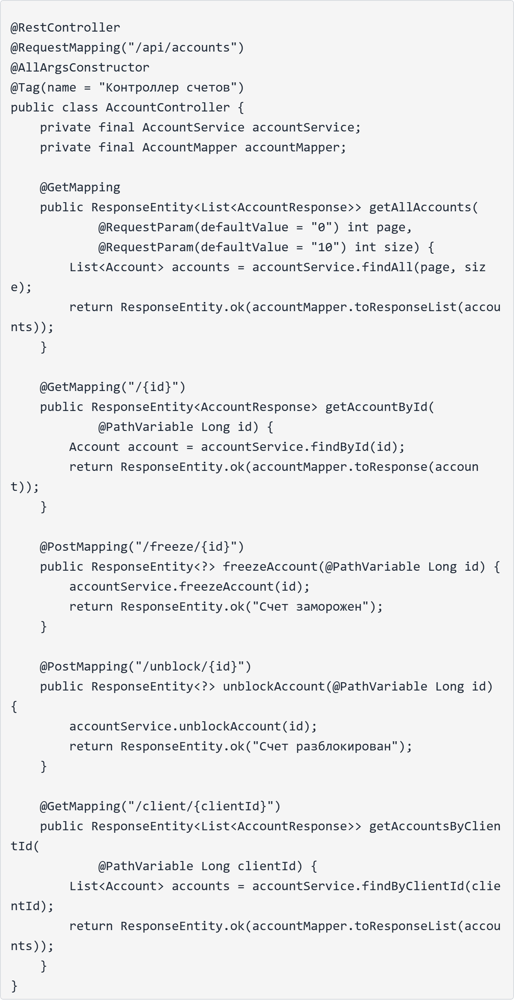 @RestController
@RequestMapping("/api/accounts")
@AllArgsConstructor
@Tag(name = "Контроллер счетов")
public class AccountController {
    private final AccountService accountService;
    private final AccountMapper accountMapper;

    @GetMapping
    public ResponseEntity<List<AccountResponse>> getAllAccounts(
            @RequestParam(defaultValue = "0") int page,
            @RequestParam(defaultValue = "10") int size) {
        List<Account> accounts = accountService.findAll(page, siz
e);
        return ResponseEntity.ok(accountMapper.toResponseList(accou
nts));
    }

    @GetMapping("/{id}")
    public ResponseEntity<AccountResponse> getAccountById(
            @PathVariable Long id) {
        Account account = accountService.findById(id);
        return ResponseEntity.ok(accountMapper.toResponse(accoun
t));
    }

    @PostMapping("/freeze/{id}")
    public ResponseEntity<?> freezeAccount(@PathVariable Long id) {
        accountService.freezeAccount(id);
        return ResponseEntity.ok("Счет заморожен");
    }

    @PostMapping("/unblock/{id}")
    public ResponseEntity<?> unblockAccount(@PathVariable Long id)
{
        accountService.unblockAccount(id);
        return ResponseEntity.ok("Счет разблокирован");
    }

    @GetMapping("/client/{clientId}")
    public ResponseEntity<List<AccountResponse>> getAccountsByClien
tId(
            @PathVariable Long clientId) {
        List<Account> accounts = accountService.findByClientId(clie
ntId);
        return ResponseEntity.ok(accountMapper.toResponseList(accou
nts));
    }
}